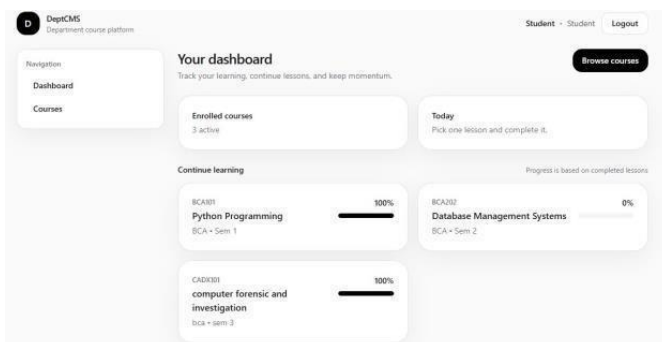 D
DeptCMS
Department course platform
Student • Student
Logout
Navigation
Dashboard
Courses
Your dashboard
Track your learning, continue lessons, and keep momentum.
Browse courses
Enrolled courses
3 active
Today
Pick one lesson and complete it.
Continue learning
Progress is based on completed lessons
BCA101
100%
Python Programming
BCA • Sem 1
BCA202
0%
Database Management Systems
BCA • Sem 2
CADX301
100%
computer forensic and
investigation
bca • sem 3